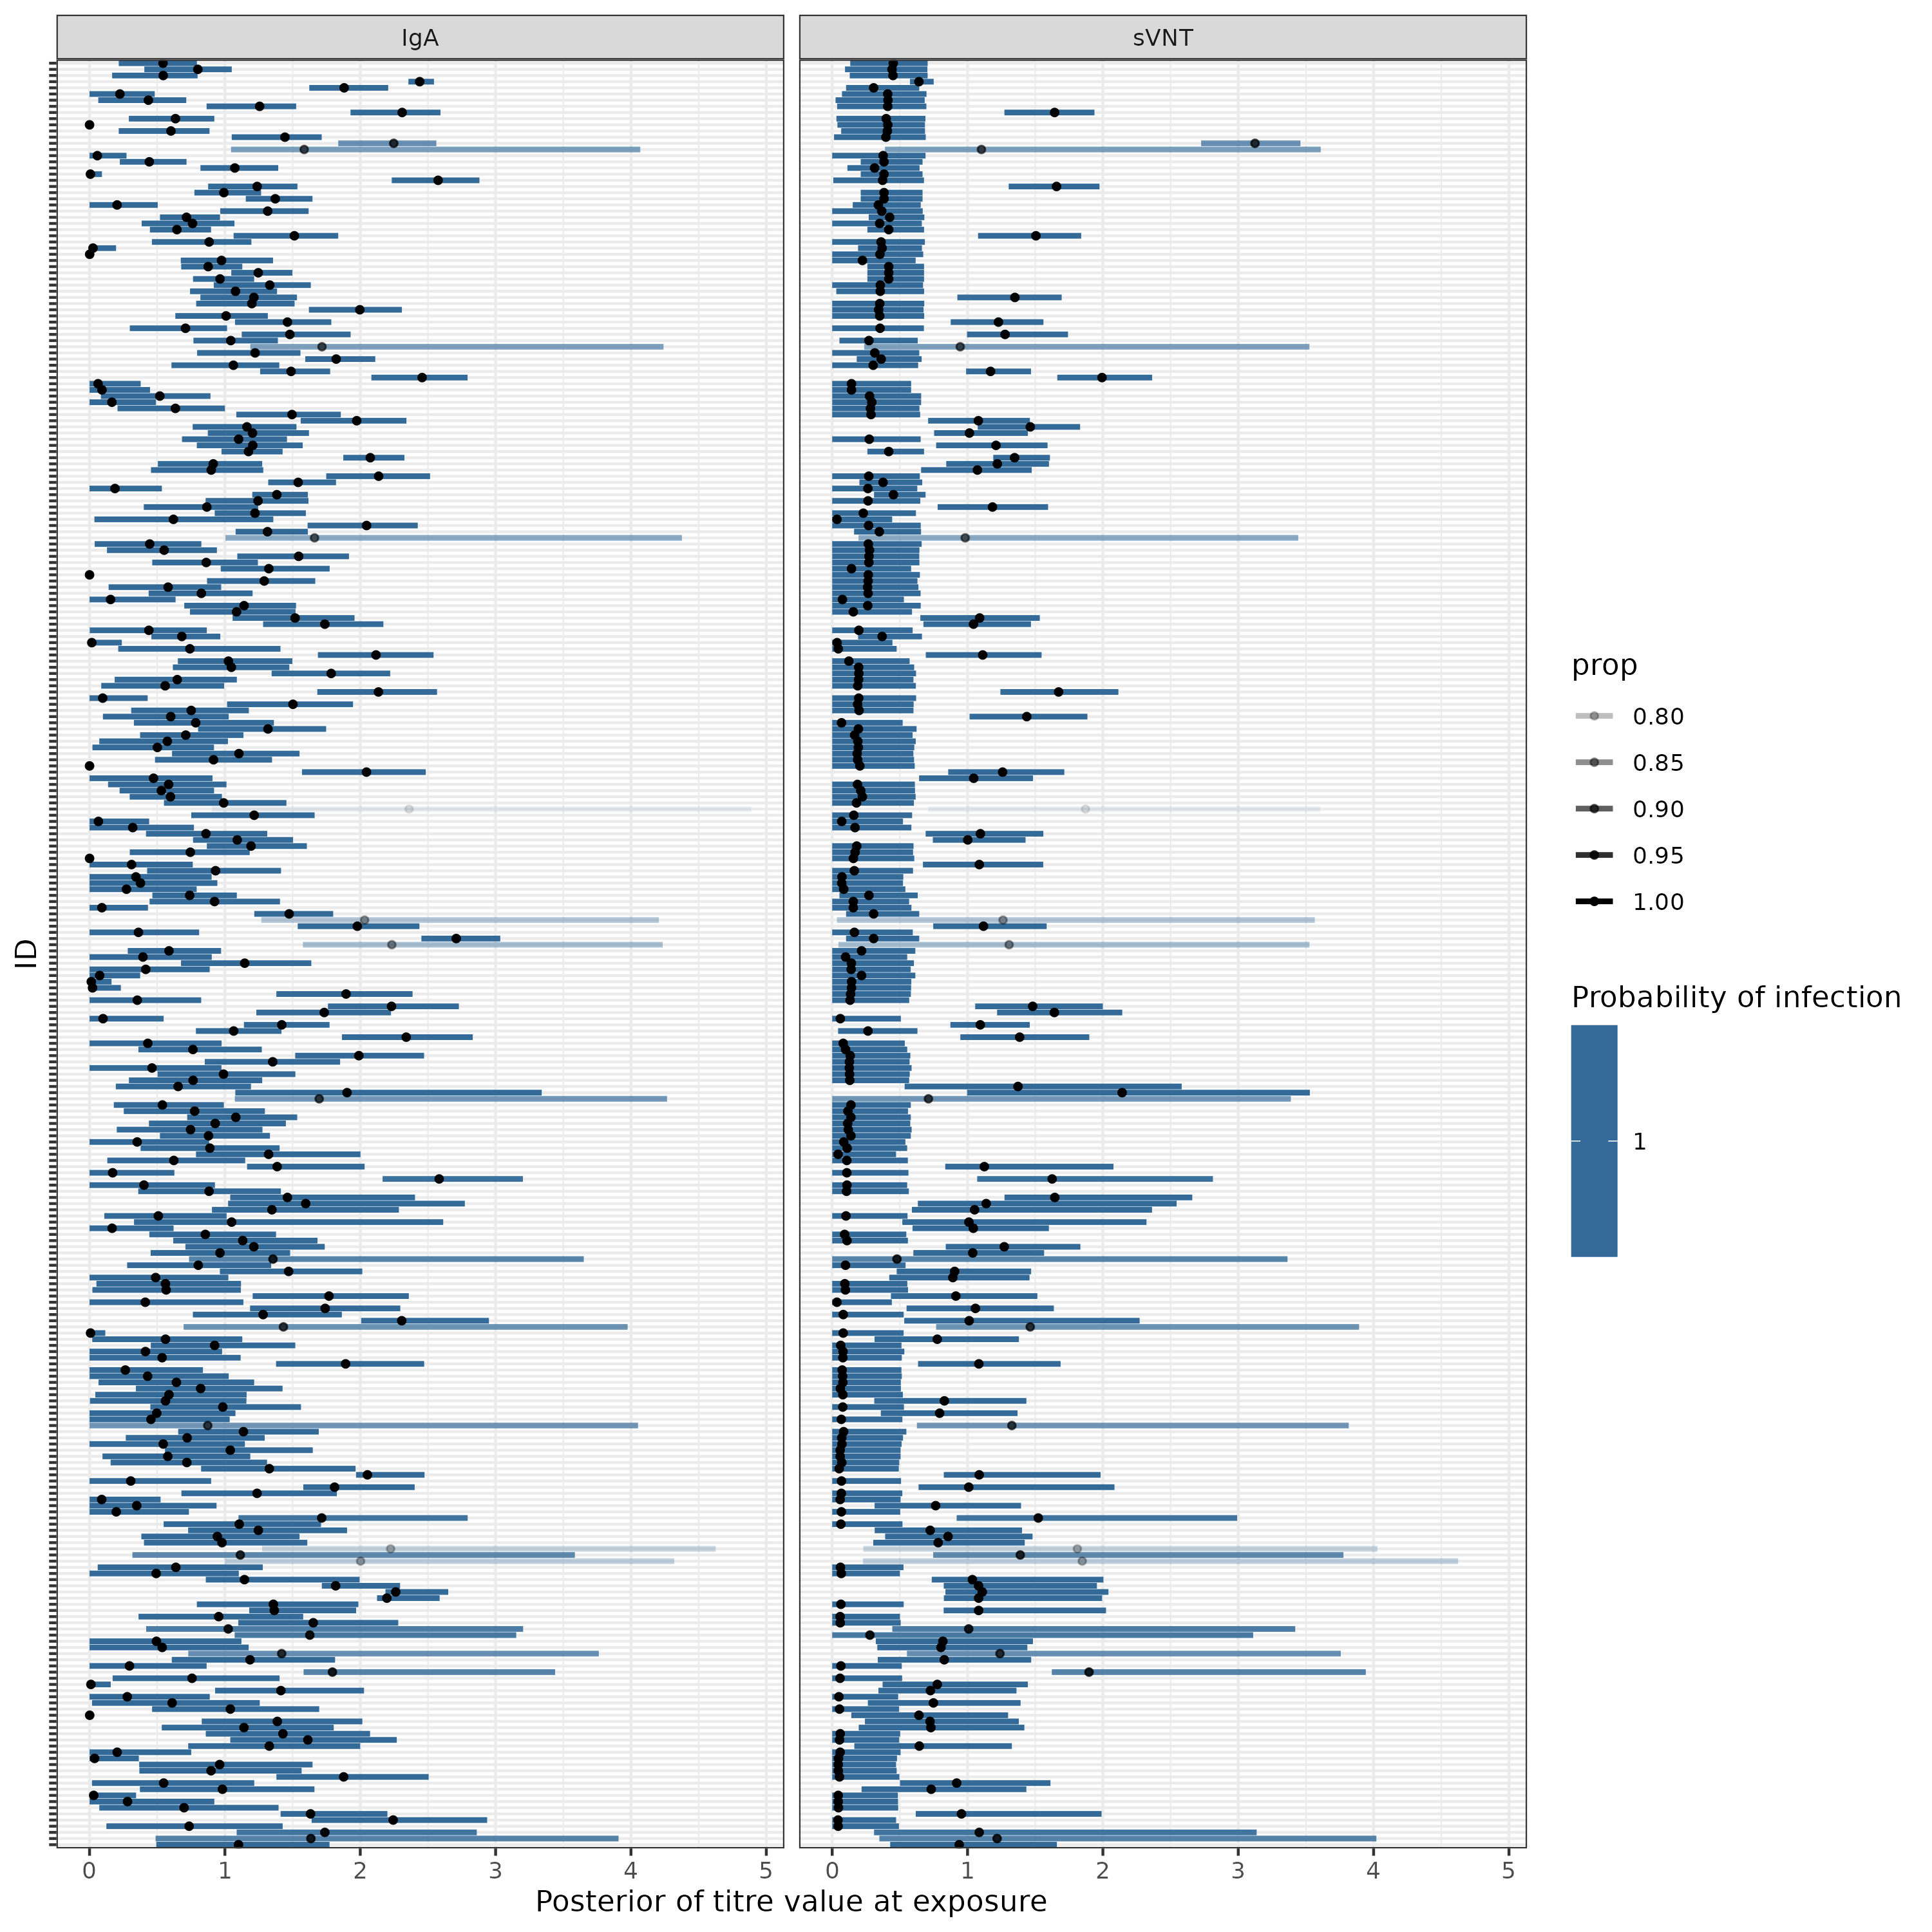 IgA
sVNT
ID
prop
0.80
0.85
0.90
0.95
1.00
Probability of infection
1
0 1 2 3 4 5
0 1 2 3 4 5
Posterior of titre value at exposure